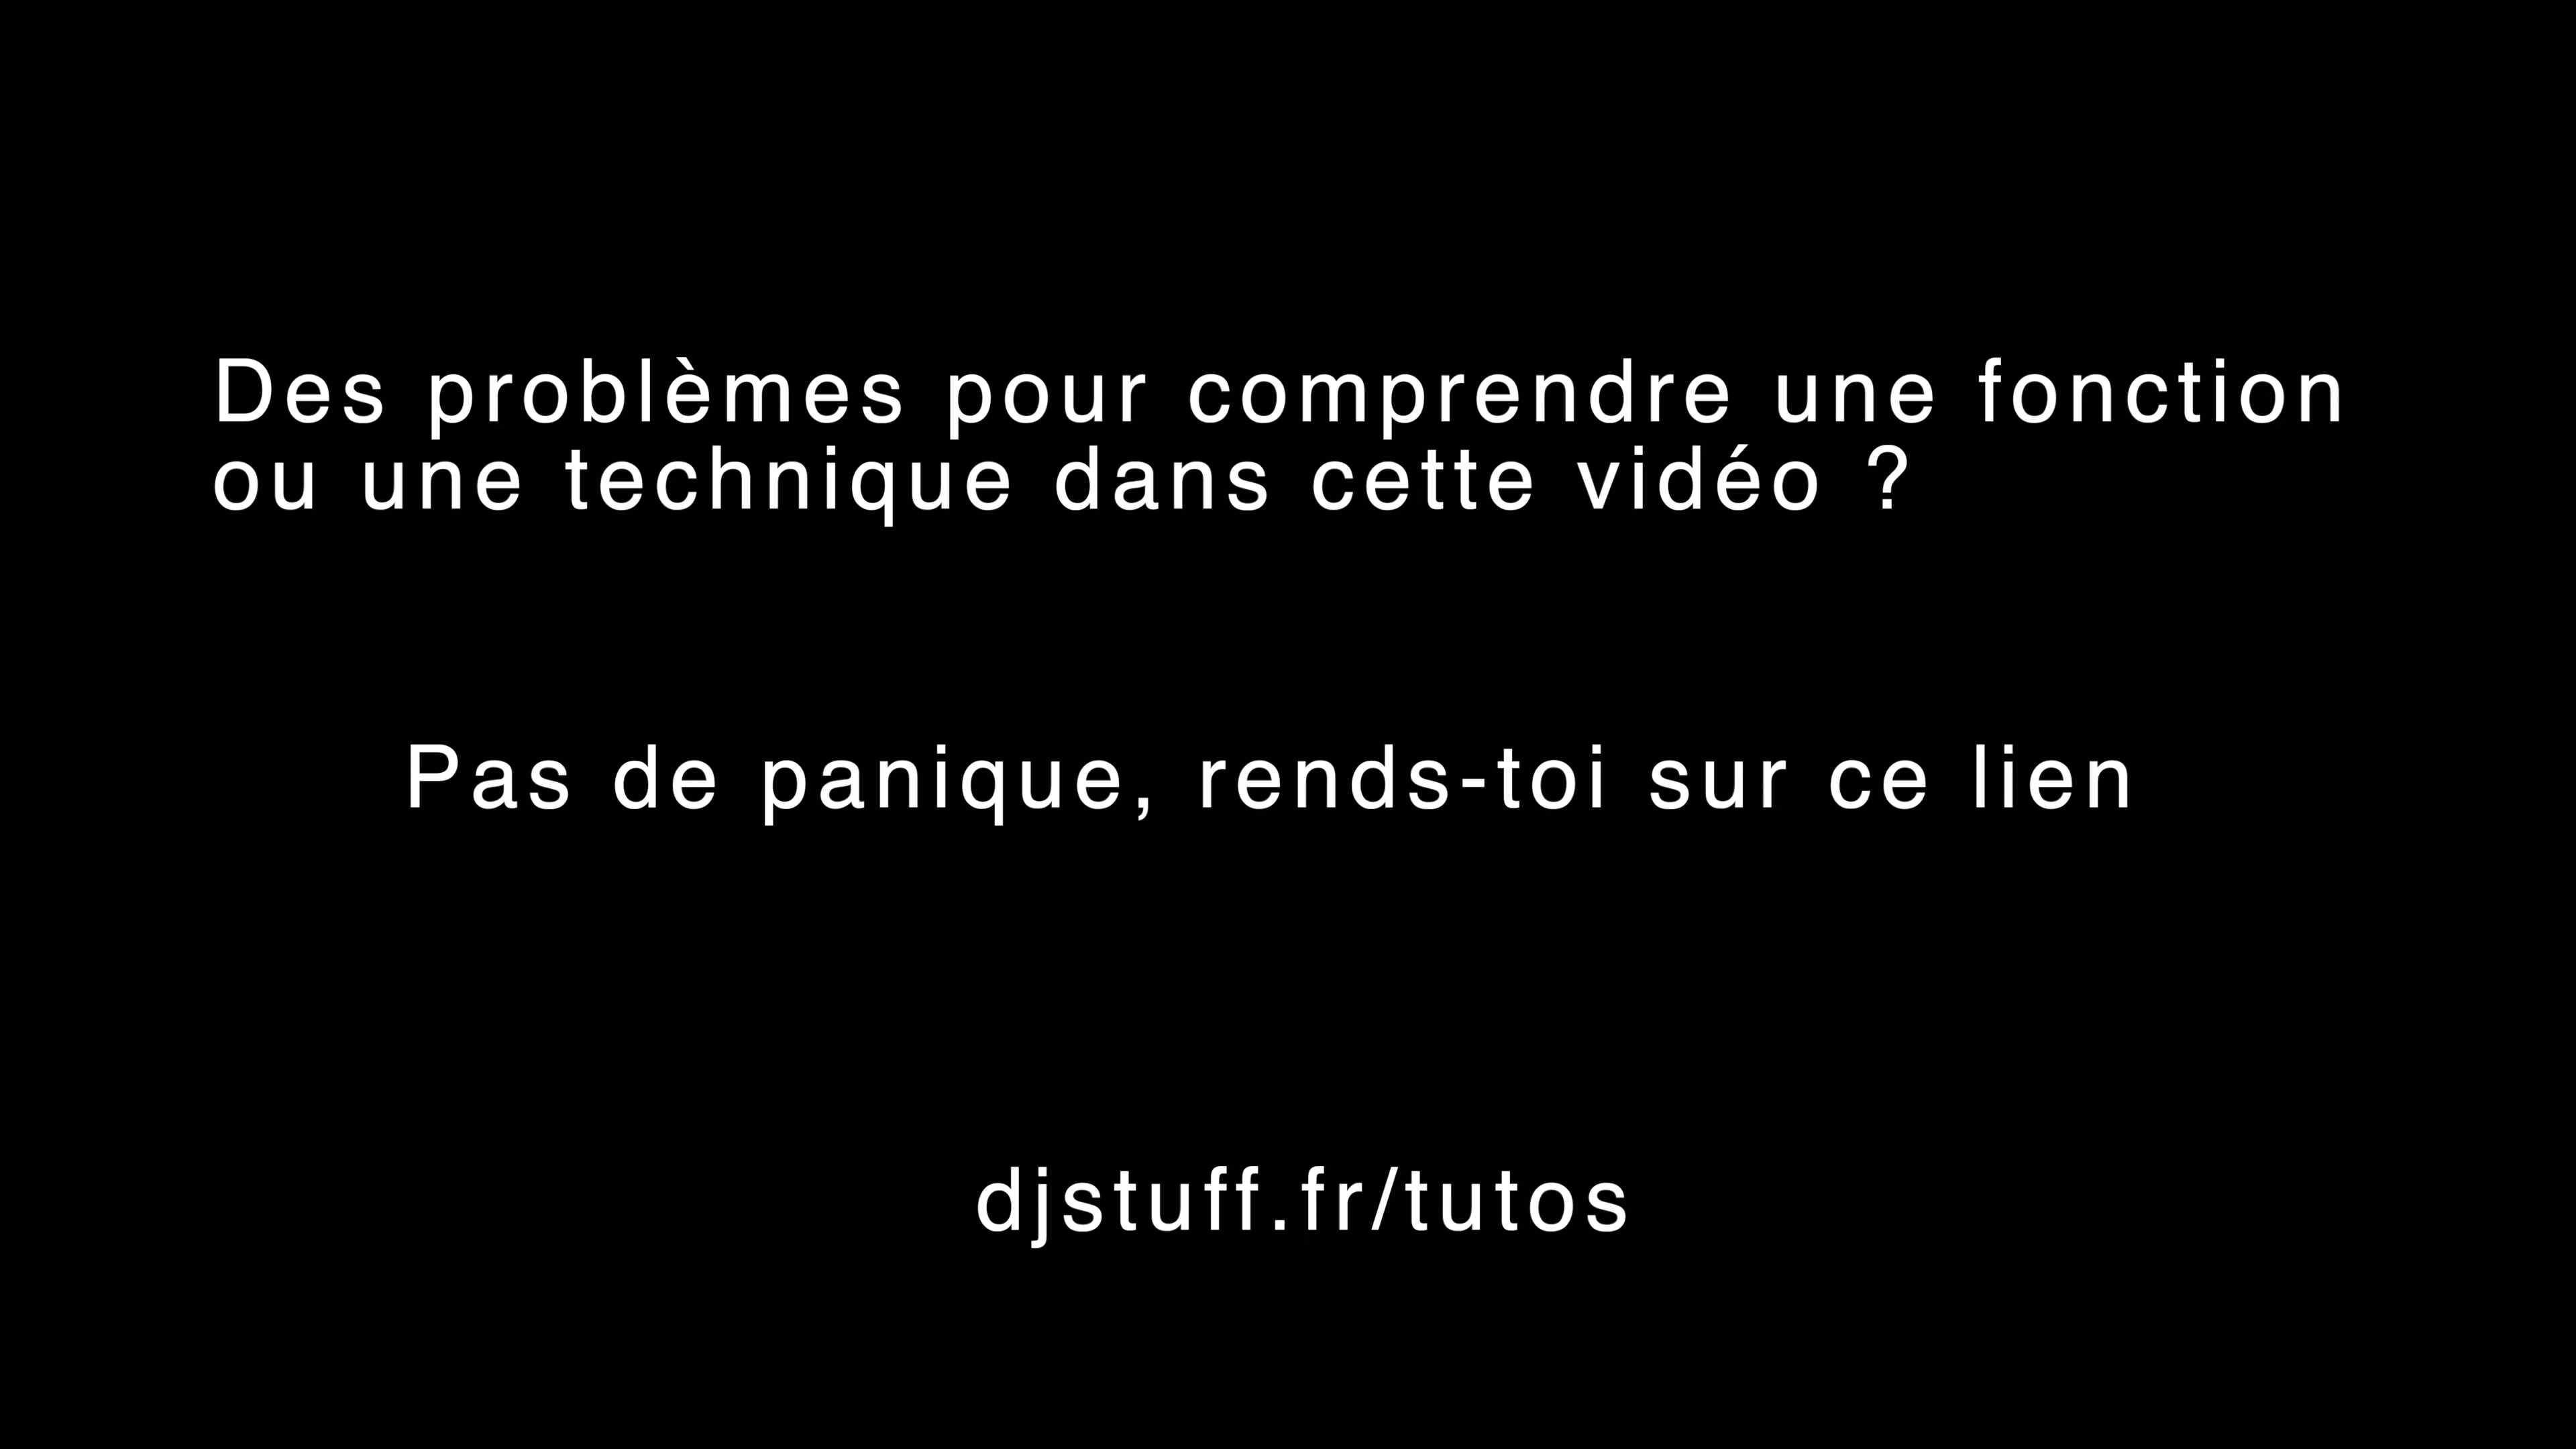 Des problèmes pour comprendre une fonction
ou une technique dans cette vidéo ?
Pas de panique, rends-toi sur ce lien
djstuff.fr/tutos